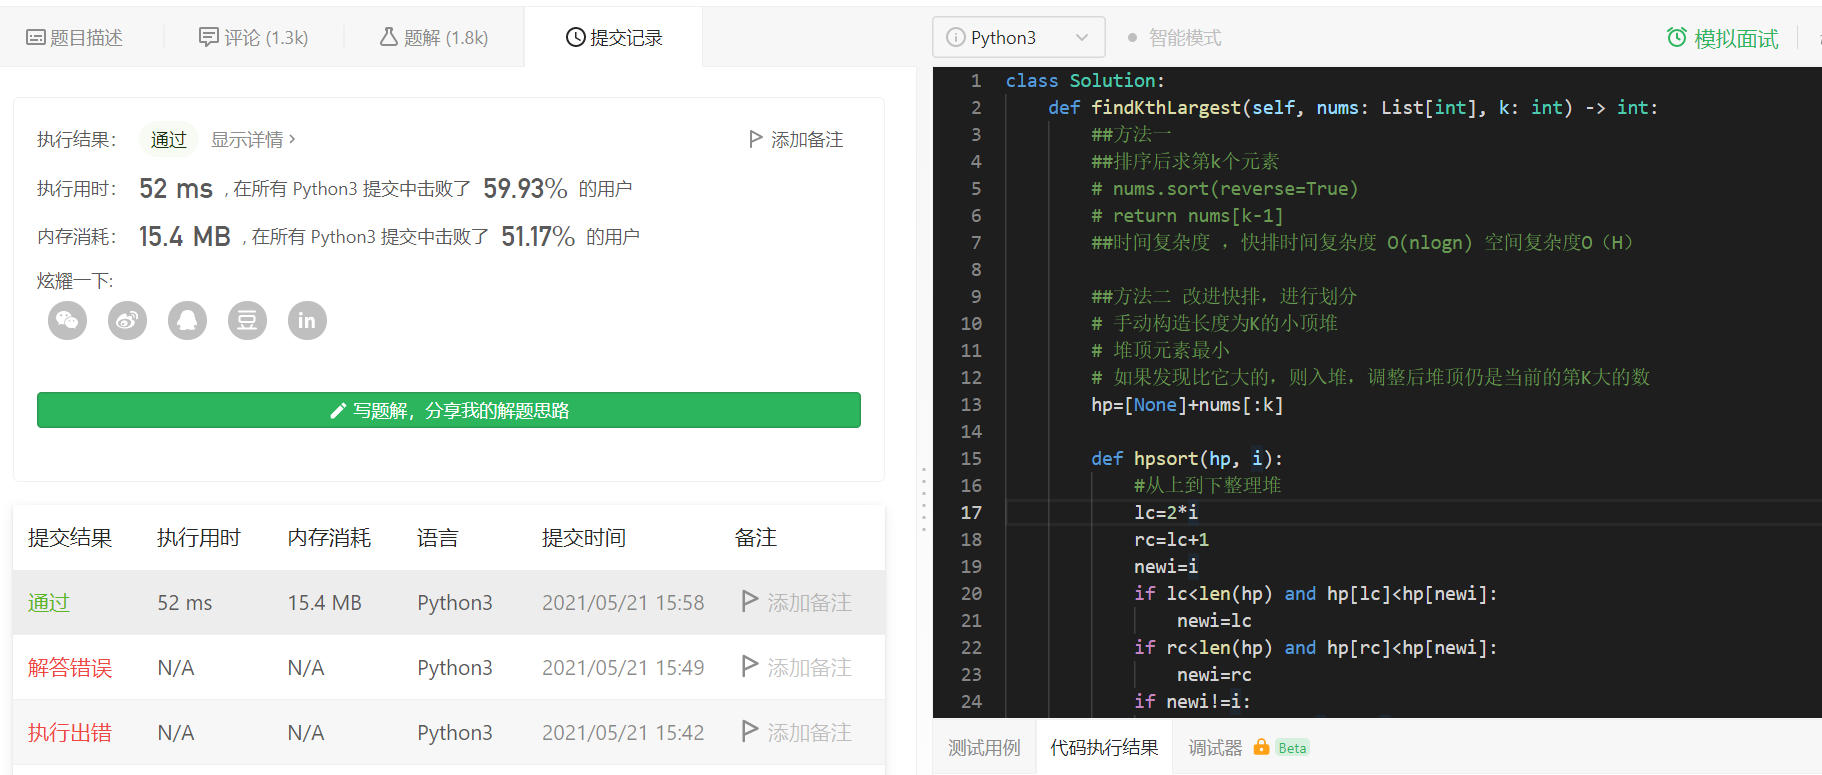 题目描述
评论 (1.3k)
题解 (1.8k)
提交记录
执行结果：
通过
显示详情 >
添加备注
执行用时：
52 ms , 在所有 Python3 提交中击败了 59.93% 的用户
内存消耗：
15.4 MB , 在所有 Python3 提交中击败了 51.17% 的用户
炫耀一下:
豆
in
写题解，分享我的解题思路
提交结果 执行用时 内存消耗 语言 提交时间 备注
通过 52 ms 15.4 MB Python3 2021/05/21 15:58 添加备注
解答错误 N/A N/A Python3 2021/05/21 15:49 添加备注
执行出错 N/A N/A Python3 2021/05/21 15:42 添加备注
Python3
智能模式
模拟面试
1 class Solution:
2 def findKthLargest(self, nums: List[int], k: int) -> int:
3 ##方法一
4 ##排序后求第k个元素
5 # nums.sort(reverse=True)
6 # return nums[k-1]
7 ##时间复杂度 ，快排时间复杂度 O(nlogn) 空间复杂度O（H）
8
9 ##方法二 改进快排，进行划分
10 # 手动构造长度为K的小顶堆
11 # 堆顶元素最小
12 # 如果发现比它大的，则入堆，调整后堆顶仍是当前的第K大的数
13 hp=[None]+nums[:k]
14
15 def hpsort(hp, i):
16 #从上到下整理堆
17 lc=2*i
18 rc=lc+1
19 newi=i
20 if lc<len(hp) and hp[lc]<hp[newi]:
21 newi=lc
22 if rc<len(hp) and hp[rc]<hp[newi]:
23 newi=rc
24 if newi!=i:
测试用例
代码执行结果
调试器
Beta